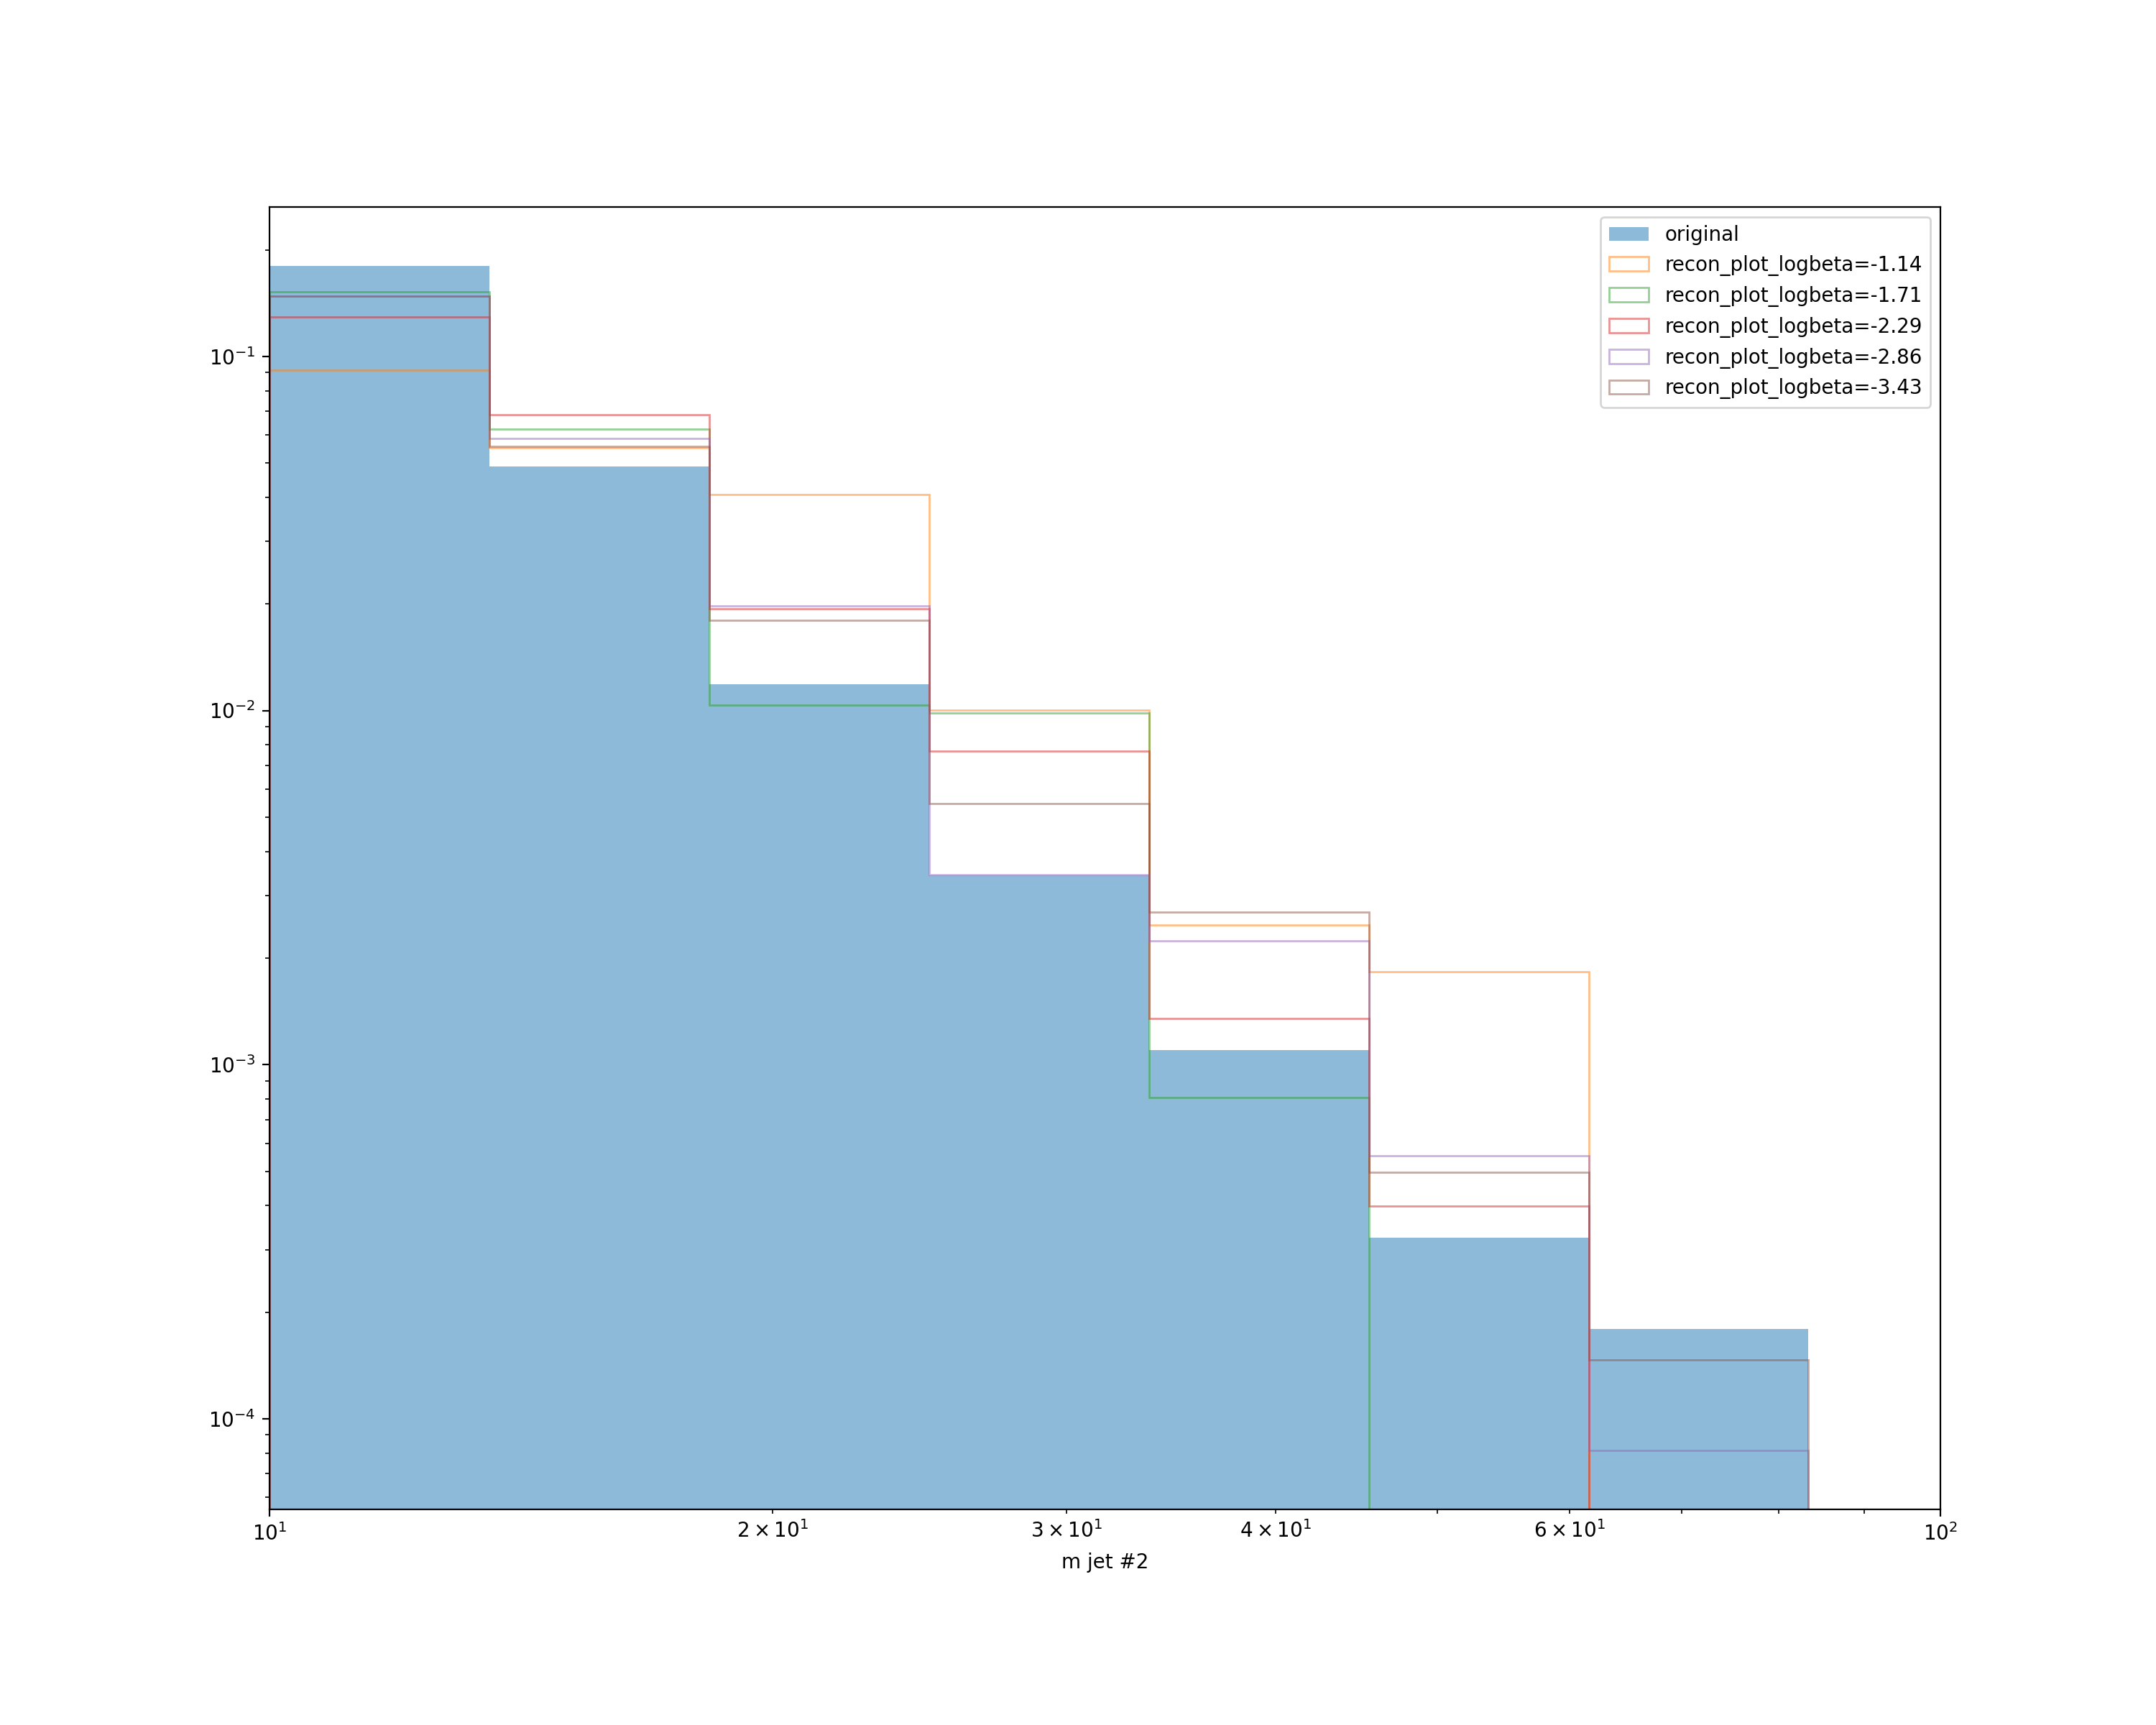 original
recon_plot_logbeta=-1.14
recon_plot_logbeta=-1.71
recon_plot_logbeta=-2.29
recon_plot_logbeta=-2.86
recon_plot_logbeta=-3.43
10⁻¹
10⁻²
10⁻³
10⁻⁴
10¹ 2 × 10¹ 3 × 10¹ 4 × 10¹ 6 × 10¹ 10²
m jet #2